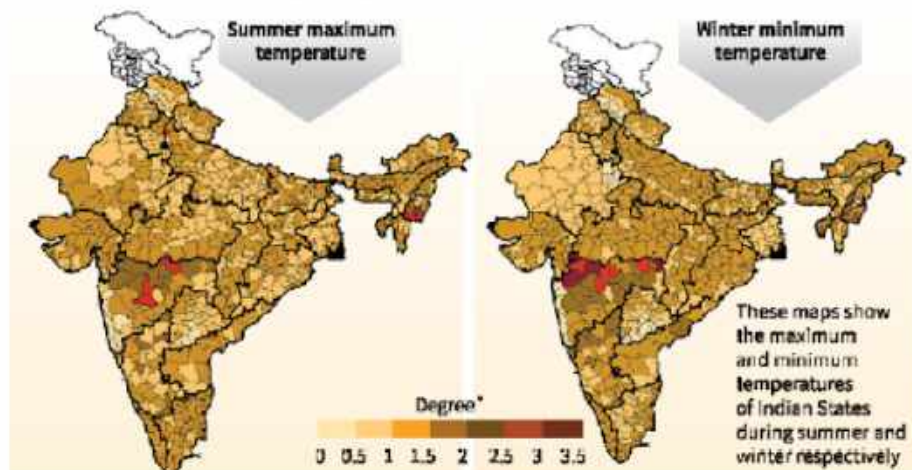 Summer maximum
temperature
Winter minimum
temperature
These maps show
the maximum
and minimum
temperatures
of Indian States
during summer and
winter respectively
Degree*
0 0.5 1 1.5 2 2.5 3 3.5